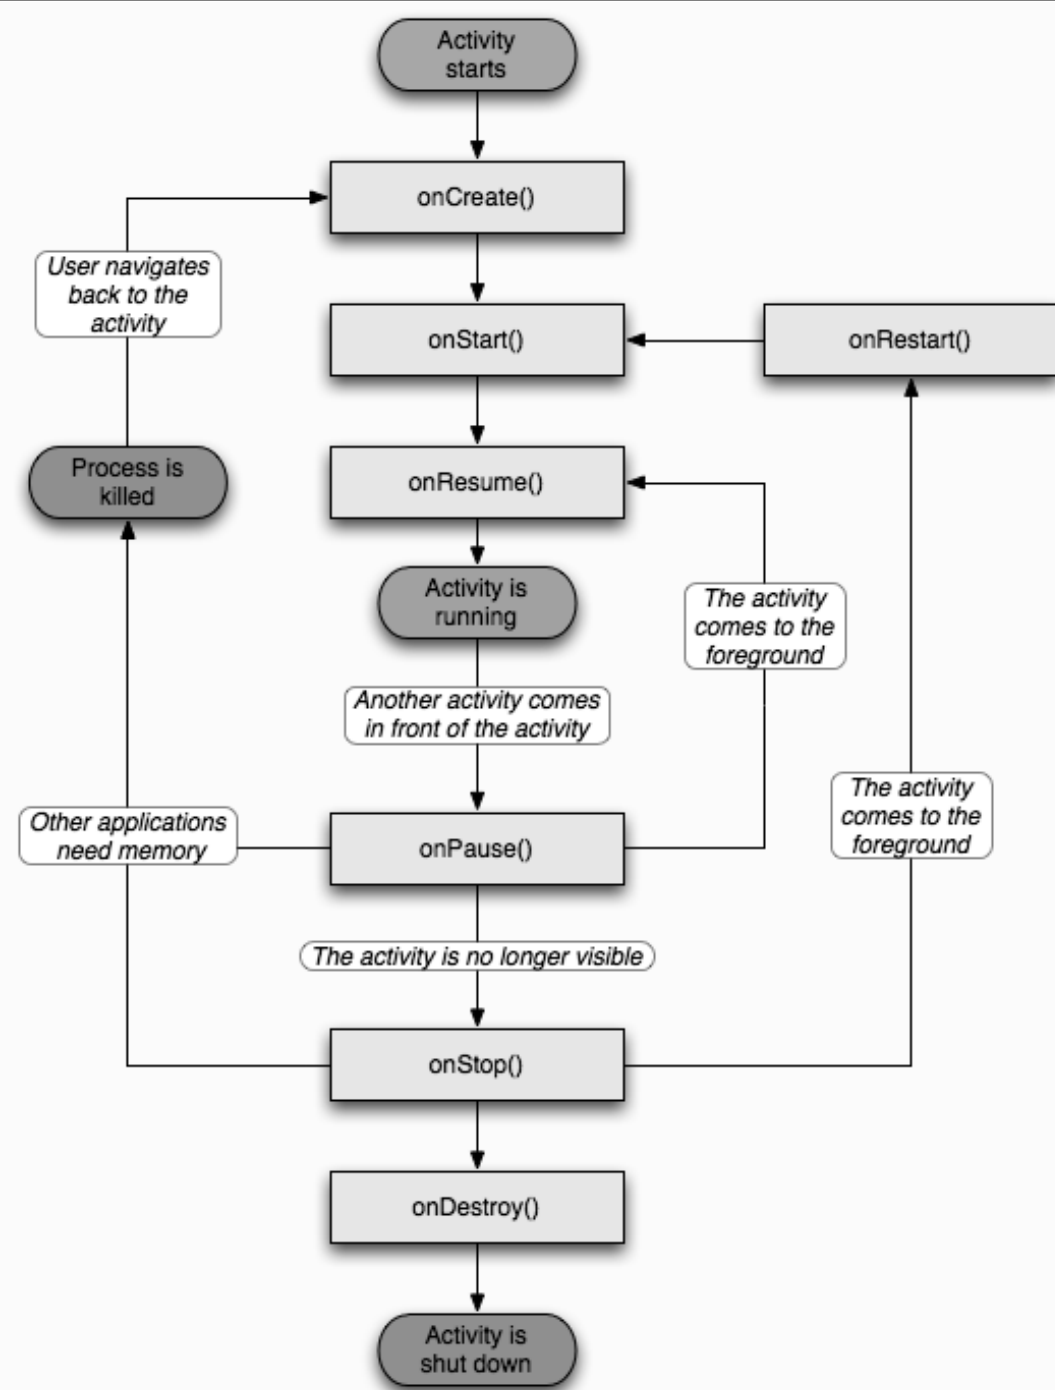 Activity
starts
onCreate()
User navigates
back to the
activity
onStart()
onRestart()
Process is
killed
onResume()
Activity is
running
The activity
comes to the
foreground
Another activity comes
in front of the activity
The activity
comes to the
foreground
Other applications
need memory
onPause()
The activity is no longer visible
onStop()
onDestroy()
Activity is
shut down